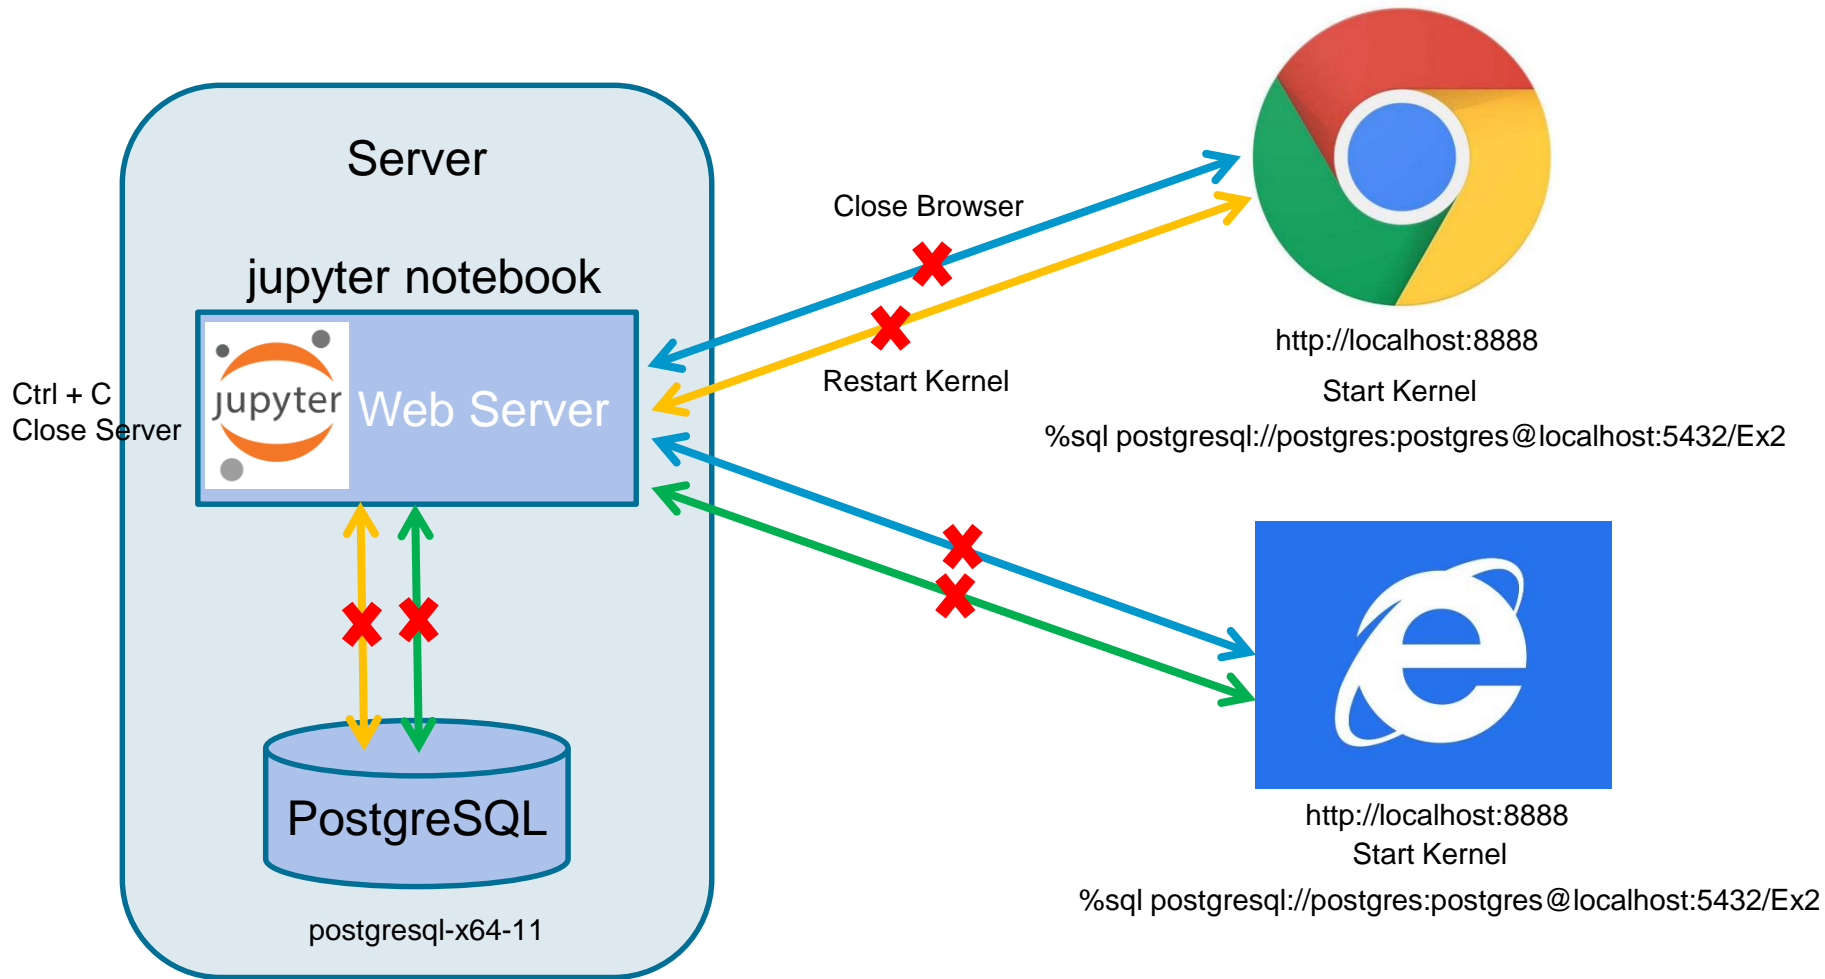 Server
jupyter notebook
jupyter
Web Server
Ctrl + C
Close Server
PostgreSQL
postgresql-x64-11
Close Browser
Restart Kernel
http://localhost:8888
Start Kernel
%sql postgresql://postgres:postgres@localhost:5432/Ex2
http://localhost:8888
Start Kernel
%sql postgresql://postgres:postgres@localhost:5432/Ex2